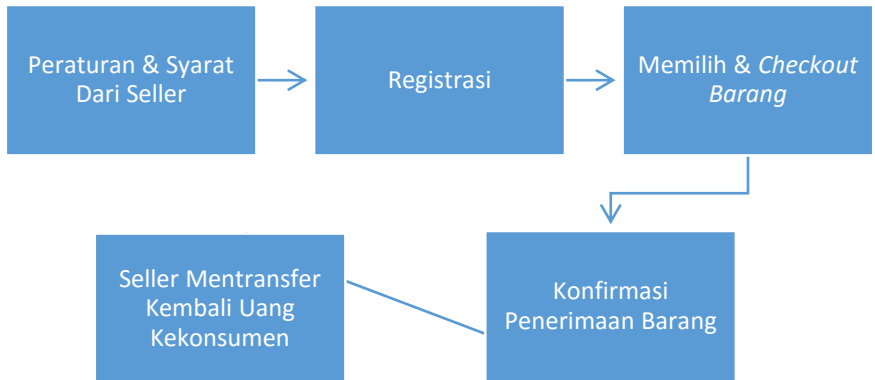 Peraturan & Syarat
Dari Seller
Registrasi
Memilih & Checkout
Barang
Konfirmasi
Penerimaan Barang
Seller Mentransfer
Kembali Uang
Kekonsumen